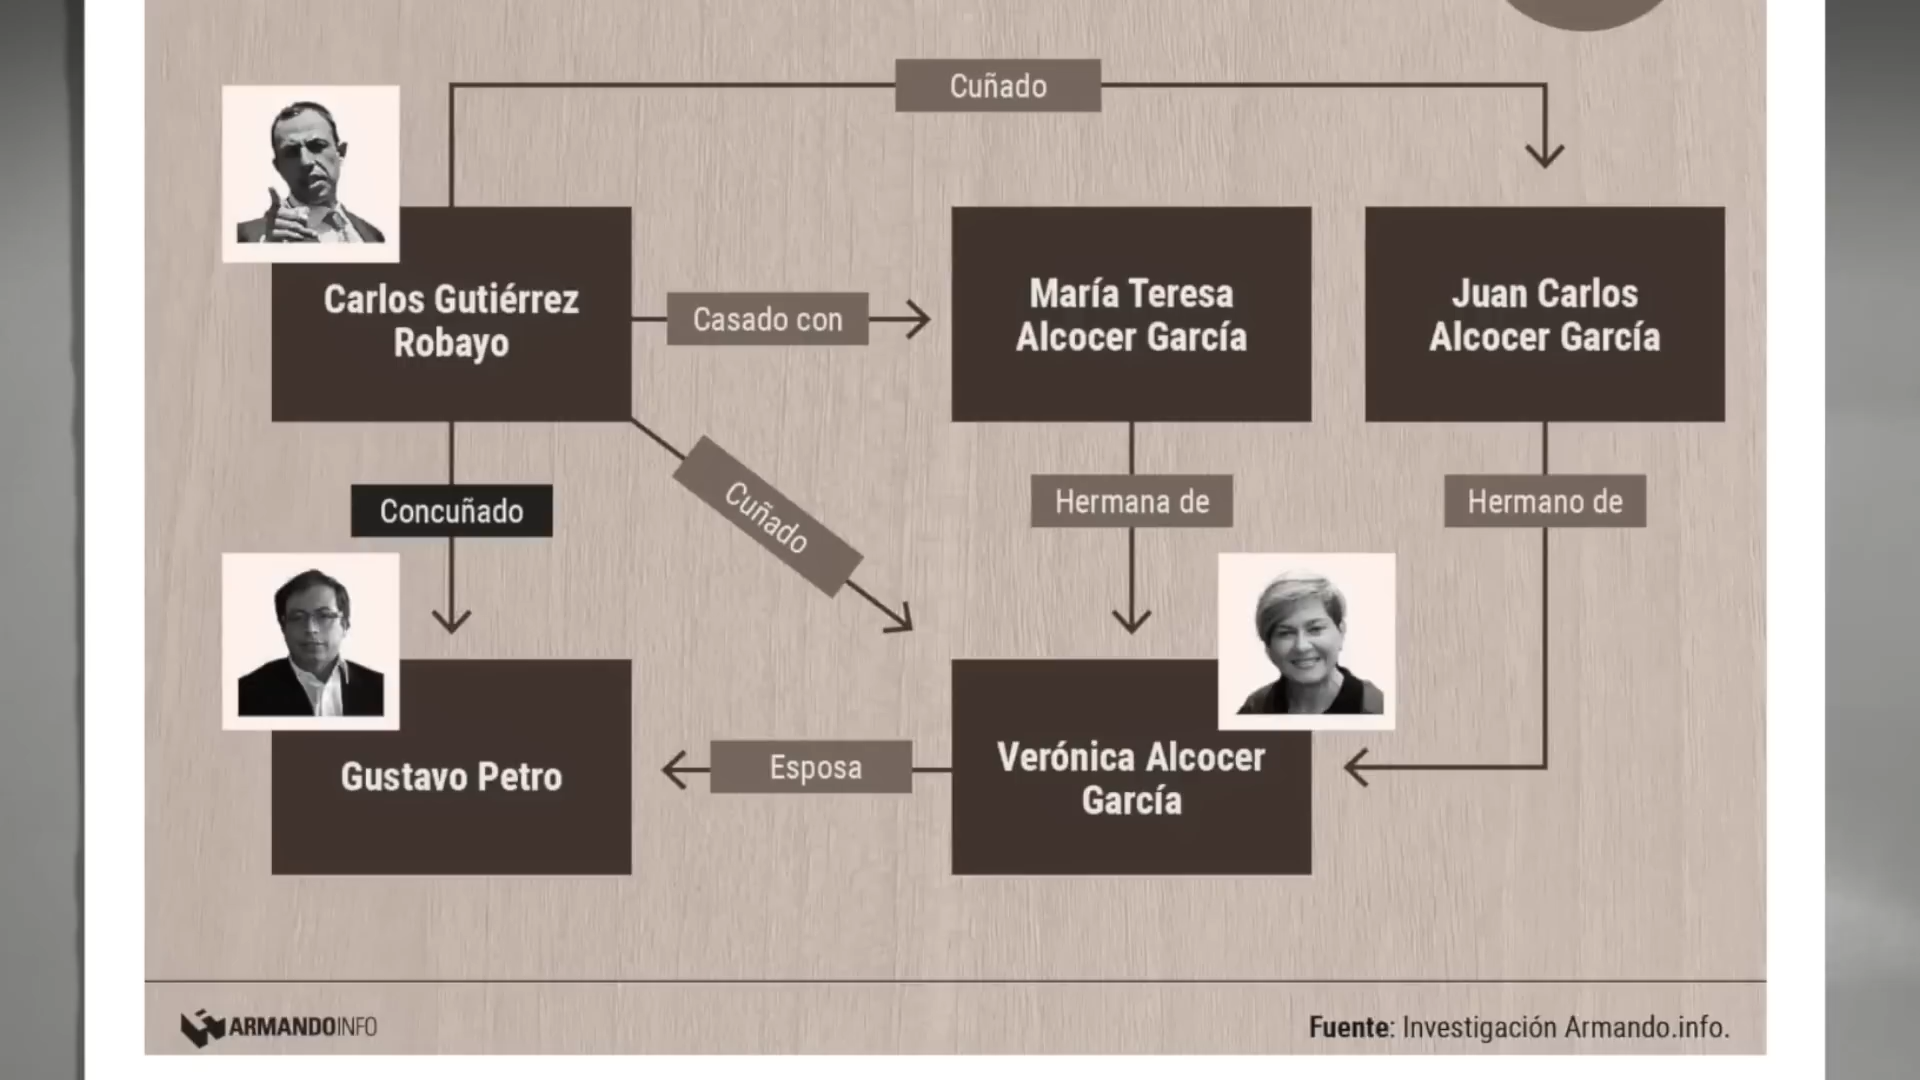 Cuñado
Carlos Gutiérrez
Robayo
Casado con
María Teresa
Alcocer García
Juan Carlos
Alcocer García
Concuñado
Cuñado
Hermana de
Hermano de
Gustavo Petro
Esposa
Verónica Alcocer
García
ARMANDOINFO
Fuente: Investigación Armando.info.